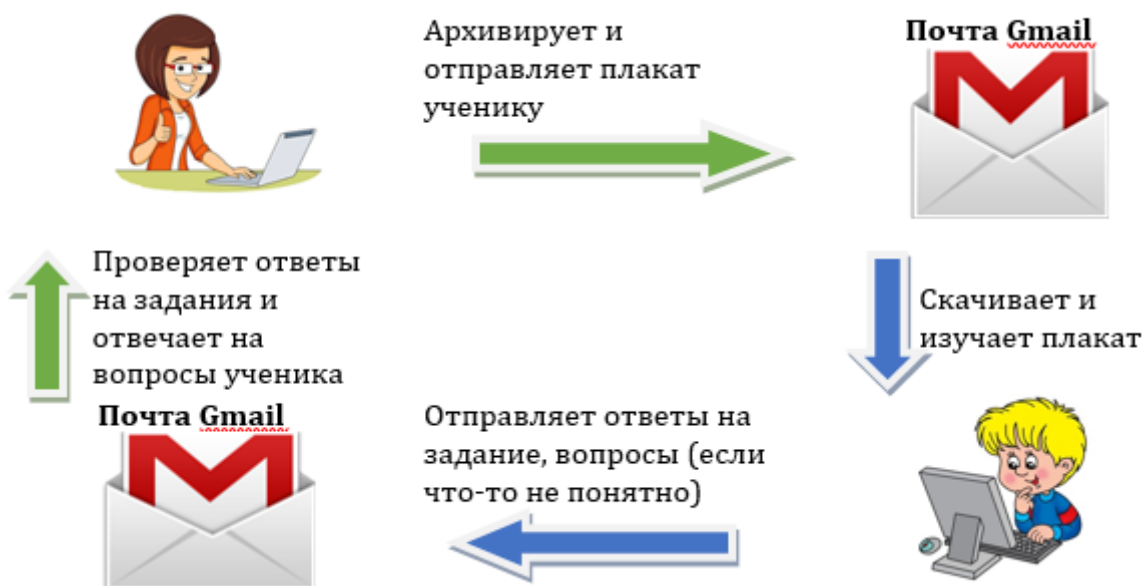 Архивирует и
отправляет плакат
ученику
Почта Gmail
Скачивает и
изучает плакат
Отправляет ответы на
задание, вопросы (если
что-то не понятно)
Почта Gmail
Проверяет ответы
на задания и
отвечает на
вопросы ученика